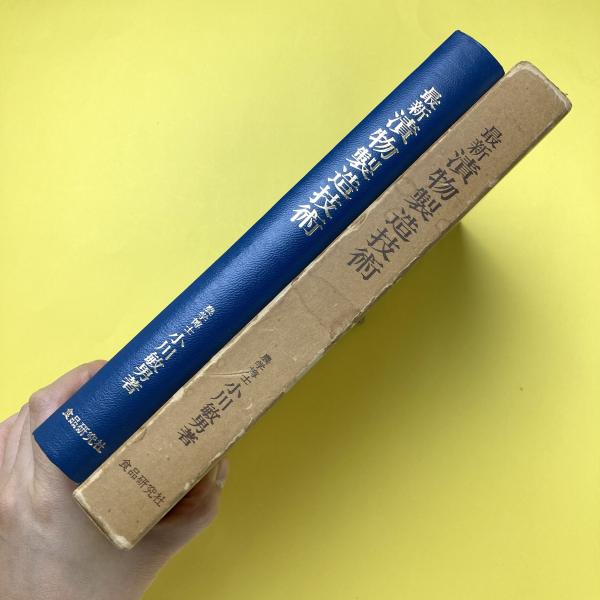 最新 漬物製造技術
農学博士 小川敏男著
食品研究社
最新 漬物製造技術
農学博士 小川敏男著
食品研究社